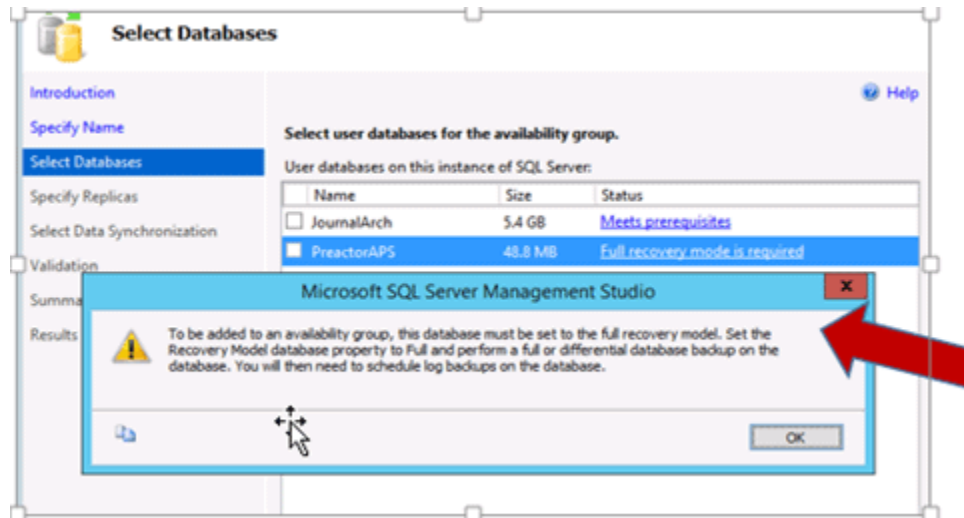 Select Databases
Introduction
Help
Specify Name
Select user databases for the availability group.
Select Databases
User databases on this instance of SQL Server:
Name Size Status
Specify Replicas
JournalArch 5.4 GB Meets prerequisites
Select Data Synchronization
PreactorAPS 48.8 MB Full recovery mode is required
Validation
Summa
Results
Microsoft SQL Server Management Studio
x
To be added to an availability group, this database must be set to the full recovery model. Set the
Recovery Model database property to Full and perform a full or differential database backup on the
database. You will then need to schedule log backups on the database.
OK